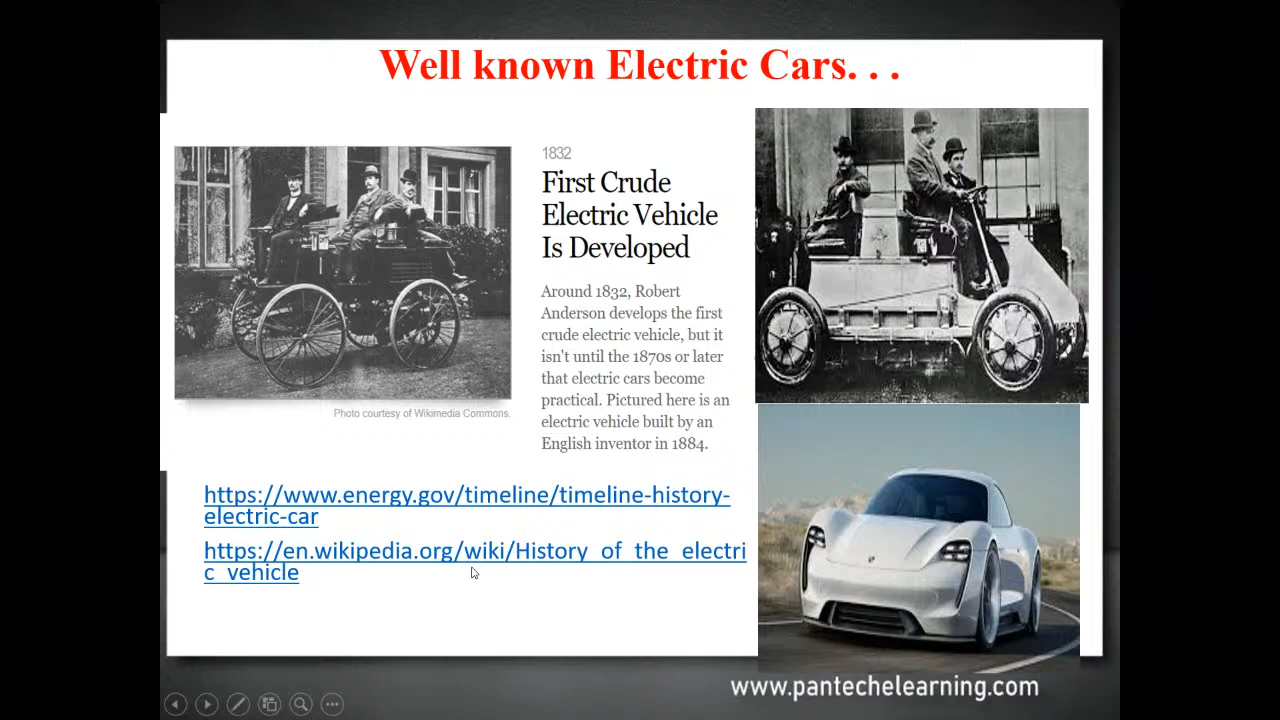 Well known Electric Cars. . .
1832
First Crude
Electric Vehicle
Is Developed
Around 1832, Robert
Anderson develops the first
crude electric vehicle, but it
isn't until the 1870s or later
that electric cars become
practical. Pictured here is an
electric vehicle built by an
English inventor in 1884.
Photo courtesy of Wikimedia Commons.
https://www.energy.gov/timeline/timeline-history-
electric-car
https://en.wikipedia.org/wiki/History_of_the_electri
c_vehicle
www.pantechelearning.com